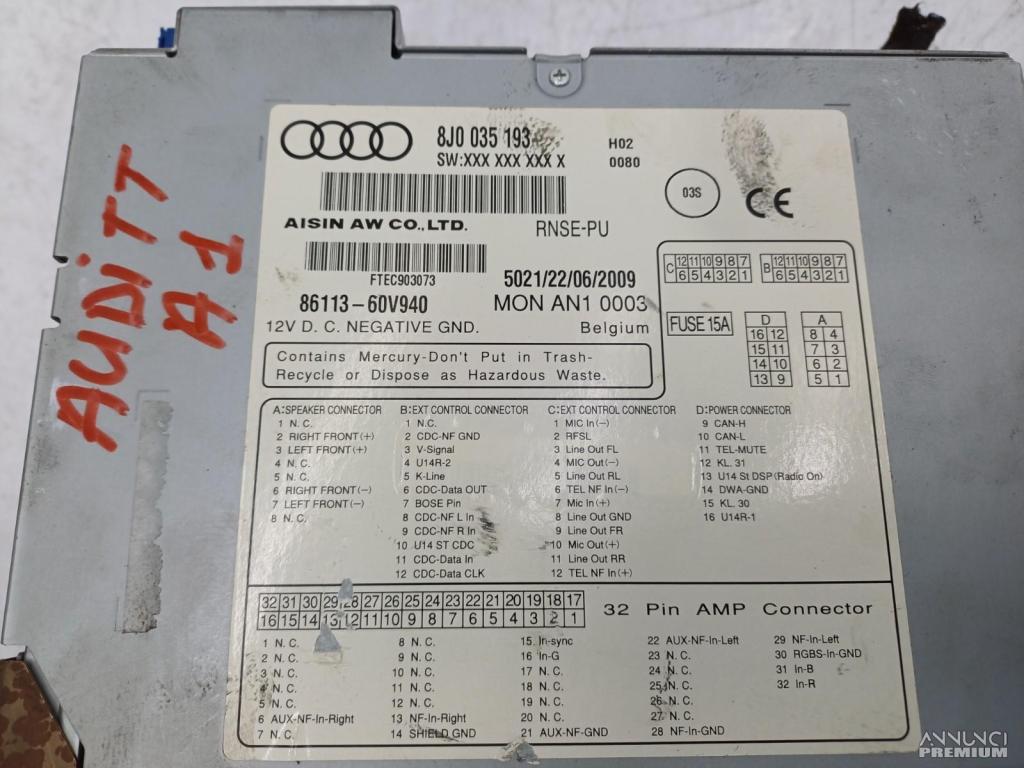 AUDI TT
A1
8J0 035 193
SW:XXX XXX XXX X
H02
0080
03S
CE
AISIN AW CO.,LTD.
RNSE-PU
FTEC903073
5021/22/06/2009
86113-60V940
MON AN1 0003
12V D. C. NEGATIVE GND.
Belgium
Contains Mercury-Don't Put in Trash-
Recycle or Dispose as Hazardous Waste.
C 12 11 10 9 8 7
6 5 4 3 2 1
B 12 11 10 9 8 7
6 5 4 3 2 1
FUSE 15A
D
16 12
15 11
14 10
13 9
A
8 4
7 3
6 2
5 1
A:SPEAKER CONNECTOR
1 N.C.
2 RIGHT FRONT(+)
3 LEFT FRONT(+)
4 N.C.
5 N.C.
6 RIGHT FRONT(-)
7 LEFT FRONT(-)
8 N.C.
B:EXT CONTROL CONNECTOR
1 N.C.
2 CDC-NF GND
3 V-Signal
4 U14R-2
5 K-Line
6 CDC-Data OUT
7 BOSE Pin
8 CDC-NF L In
9 CDC-NF R In
10 U14 ST CDC
11 CDC-Data In
12 CDC-Data CLK
C:EXT CONTROL CONNECTOR
1 MIC In(-)
2 RFSL
3 Line Out FL
4 MIC Out(-)
5 Line Out RL
6 TEL NF In(-)
7 Mic In(+)
8 Line Out GND
9 Line Out FR
10 Mic Out(+)
11 Line Out RR
12 TEL NF In(+)
D:POWER CONNECTOR
9 CAN-H
10 CAN-L
11 TEL-MUTE
12 KL. 31
13 U14 St DSP(Radio On)
14 DWA-GND
15 KL. 30
16 U14R-1
32 31 30 29 28 27 26 25 24 23 22 21 20 19 18 17
16 15 14 13 12 11 10 9 8 7 6 5 4 3 2 1
32 Pin AMP Connector
1 N.C.
2 N.C.
3 N.C.
4 N.C.
5 N.C.
6 AUX-NF-In-Right
7 N.C.
8 N.C.
9 N.C.
10 N.C.
11 N.C.
12 N.C.
13 NF-In-Right
14 SHIELD GND
15 In-sync
16 In-G
17 N.C.
18 N.C.
19 N.C.
20 N.C.
21 AUX-NF-GND
22 AUX-NF-In-Left
23 N.C.
24 N.C.
25 N.C.
26 N.C.
27 N.C.
28 NF-In-GND
29 NF-In-Left
30 RGBS-In-GND
31 In-B
32 In-R
ANNUNCI
PREMIUM